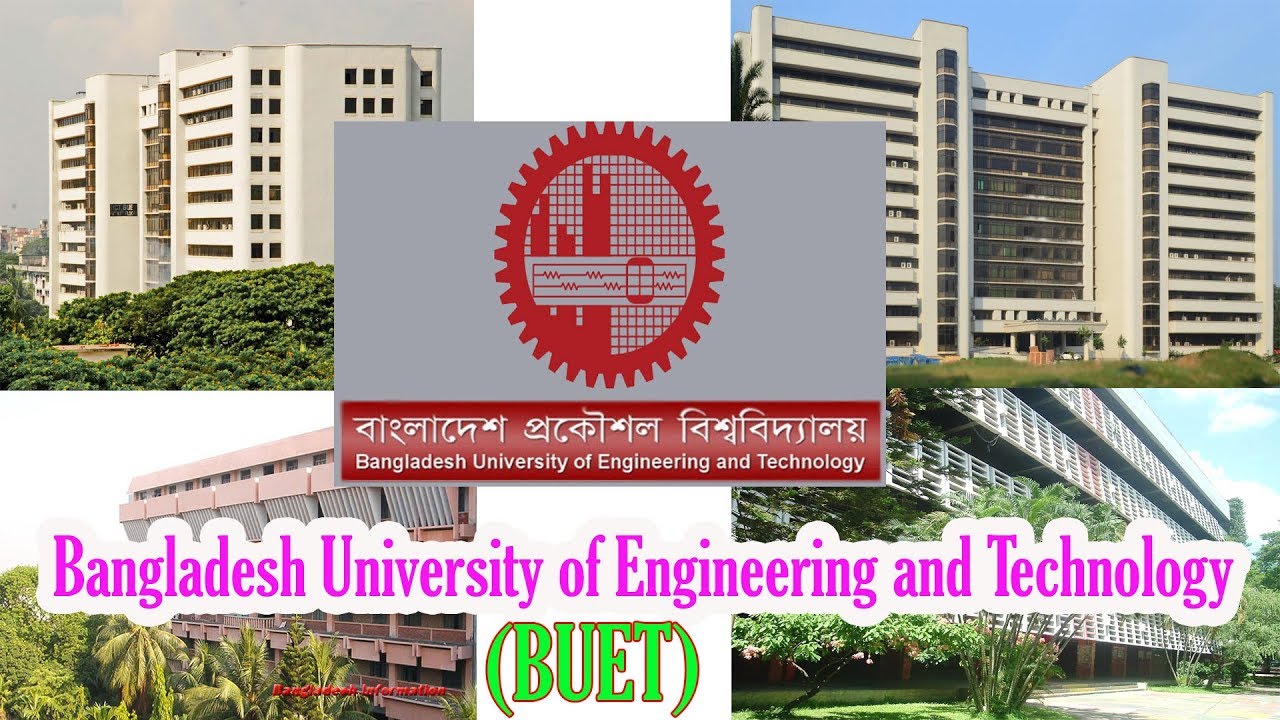 বাংলাদেশ প্রকৌশল বিশ্ববিদ্যালয়
Bangladesh University of Engineering and Technology
Bangladesh University of Engineering and Technology
(BUET)
Bangladesh Information